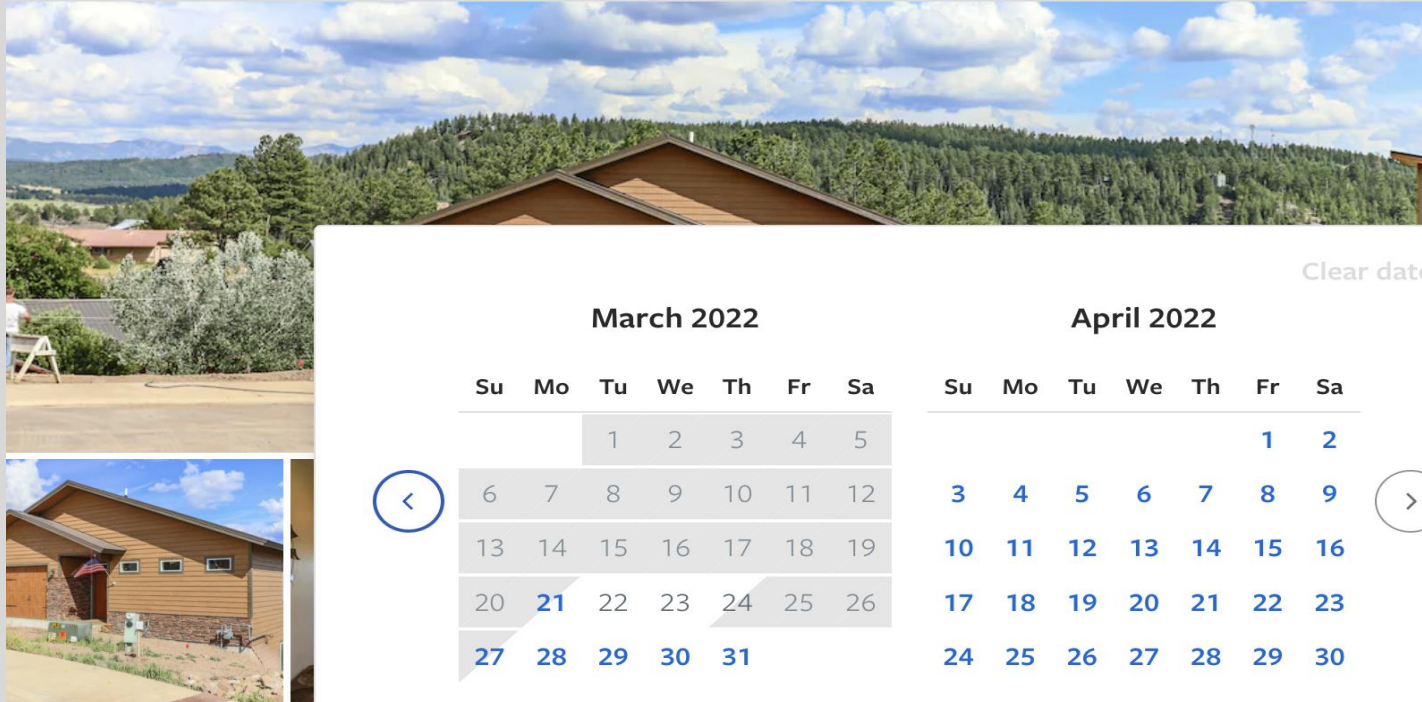 Clear date
March 2022
April 2022
Su Mo Tu We Th Fr Sa
Su Mo Tu We Th Fr Sa
1 2 3 4 5
1 2
6 7 8 9 10 11 12
3 4 5 6 7 8 9
13 14 15 16 17 18 19
10 11 12 13 14 15 16
20 21 22 23 24 25 26
17 18 19 20 21 22 23
27 28 29 30 31
24 25 26 27 28 29 30